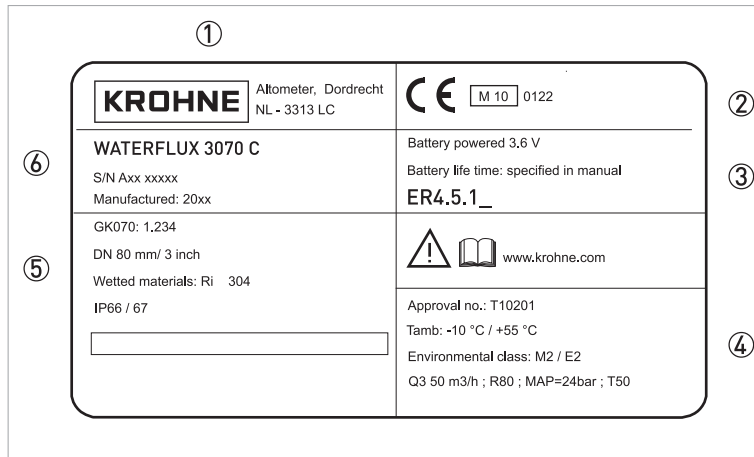 ①
KROHNE Altometer, Dordrecht
NL - 3313 LC
CE M 10 0122
②
⑥
WATERFLUX 3070 C
S/N Axx xxxxx
Manufactured: 20xx
Battery powered 3.6 V
Battery life time: specified in manual
ER4.5.1_
③
⑤
GK070: 1.234
DN 80 mm/ 3 inch
Wetted materials: Ri 304
IP66 / 67
www.krohne.com
Approval no.: T10201
Tamb: -10 °C / +55 °C
Environmental class: M2 / E2
Q3 50 m3/h ; R80 ; MAP=24bar ; T50
④